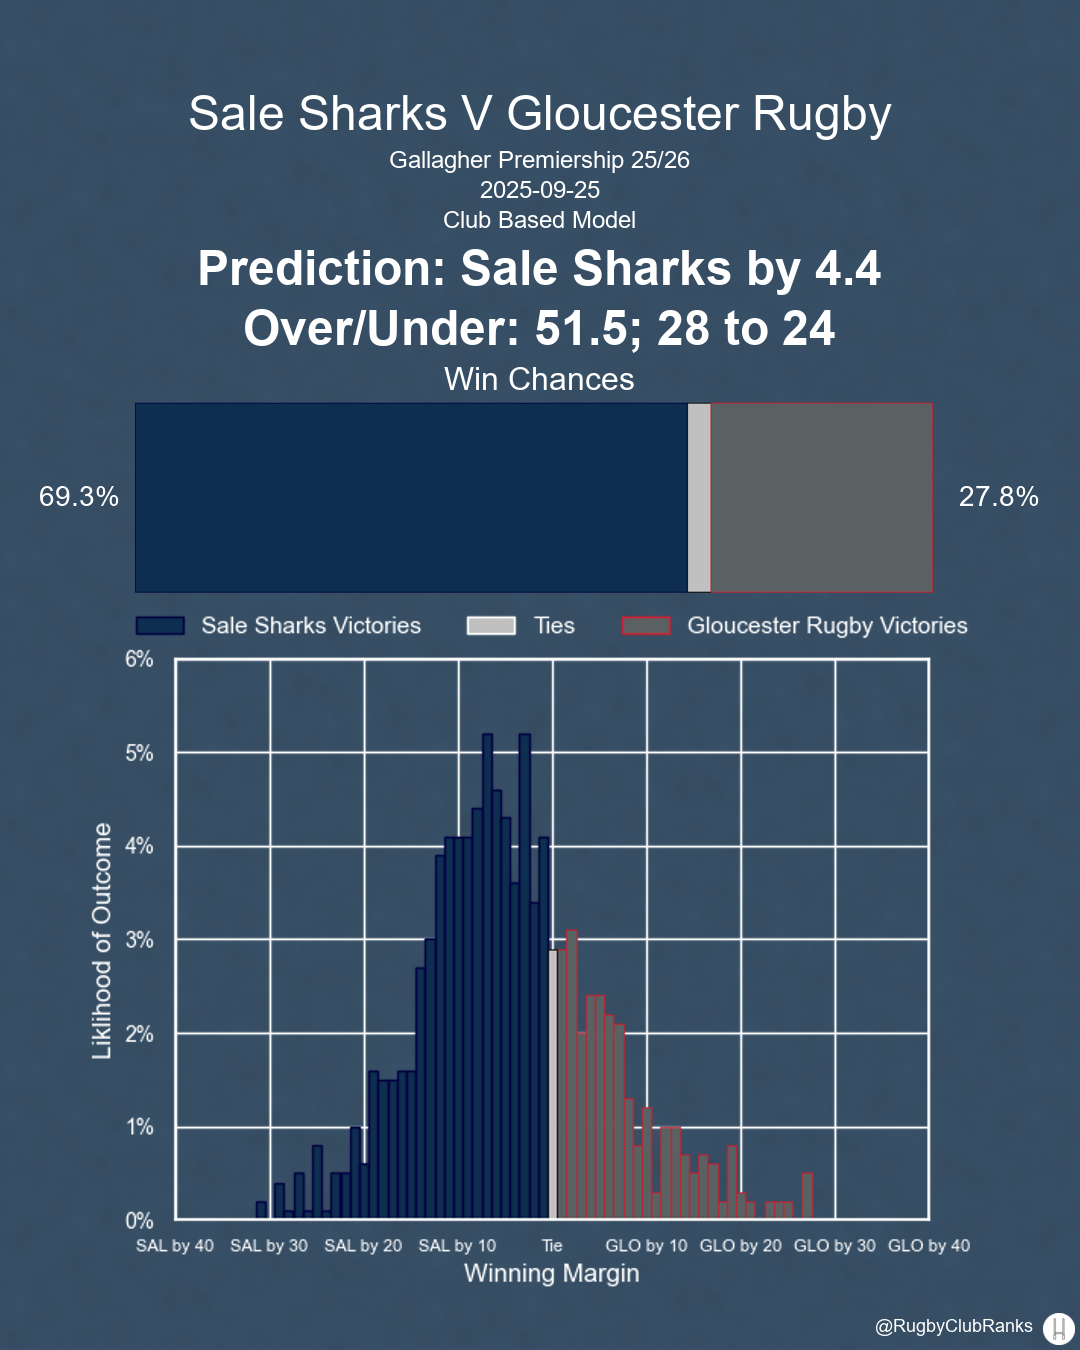 Sale Sharks V Gloucester Rugby
Gallagher Premiership 25/26
2025-09-25
Club Based Model
Prediction: Sale Sharks by 4.4
Over/Under: 51.5; 28 to 24
Win Chances
69.3%
27.8%
Sale Sharks Victories
Ties
Gloucester Rugby Victories
6%
5%
4%
3%
2%
1%
0%
Liklihood of Outcome
SAL by 40
SAL by 30
SAL by 20
SAL by 10
Tie
GLO by 10
GLO by 20
GLO by 30
GLO by 40
Winning Margin
@RugbyClubRanks